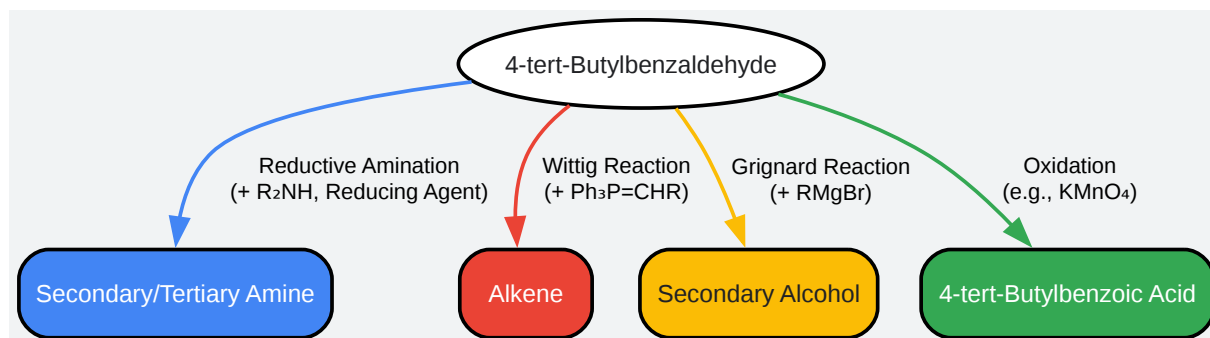 4-tert-Butylbenzaldehyde
Reductive Amination
(+ R₂NH, Reducing Agent)
Wittig Reaction
(+ Ph₃P=CHR)
Grignard Reaction
(+ RMgBr)
Oxidation
(e.g., KMnO₄)
Secondary/Tertiary Amine
Alkene
Secondary Alcohol
4-tert-Butylbenzoic Acid